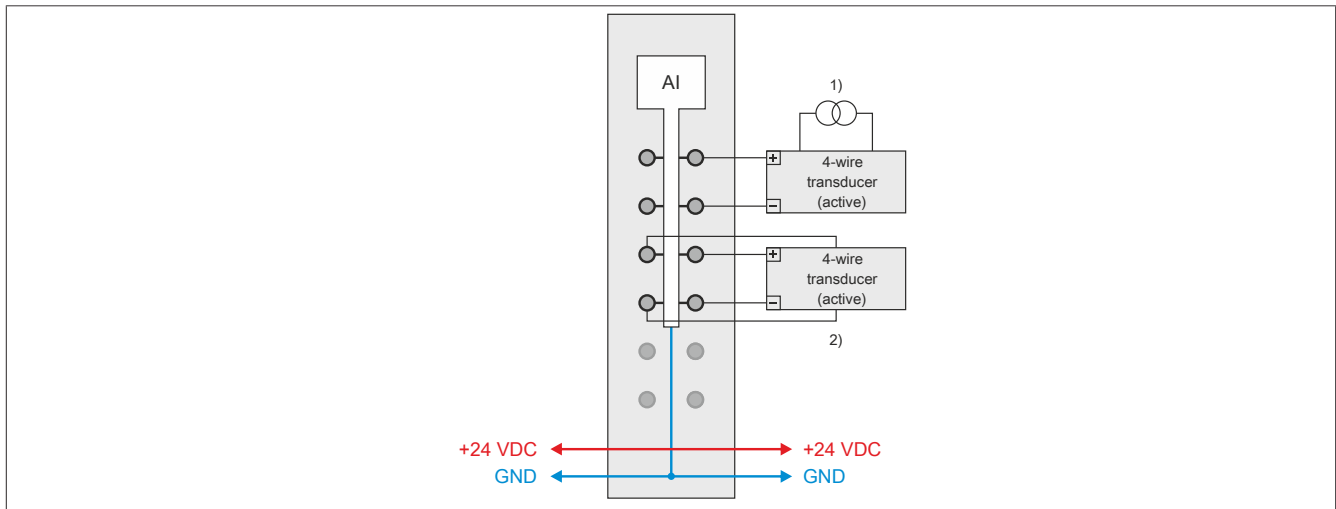 AI
1)
+
4-wire
transducer
(active)
−
+
4-wire
transducer
(active)
−
2)
+24 VDC
+24 VDC
GND
GND